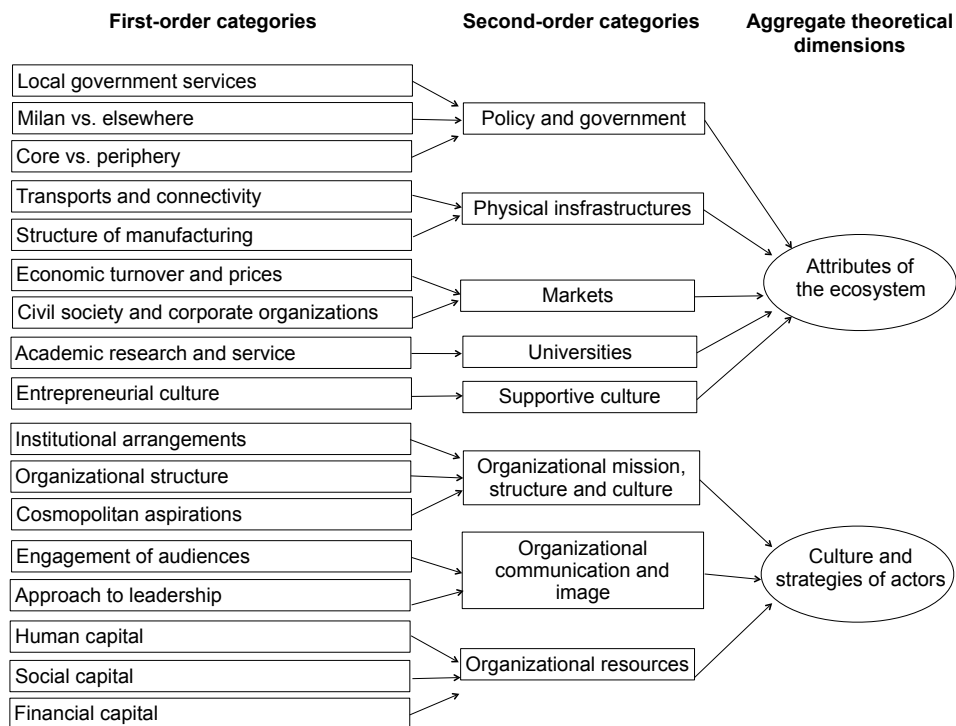 First-order categories
Second-order categories
Aggregate theoretical
dimensions
Local government services
Milan vs. elsewhere
Core vs. periphery
Transports and connectivity
Structure of manufacturing
Economic turnover and prices
Civil society and corporate organizations
Academic research and service
Entrepreneurial culture
Institutional arrangements
Organizational structure
Cosmopolitan aspirations
Engagement of audiences
Approach to leadership
Human capital
Social capital
Financial capital
Policy and government
Physical insfrastructures
Markets
Universities
Supportive culture
Organizational mission,
structure and culture
Organizational
communication and
image
Organizational resources
Attributes of
the ecosystem
Culture and
strategies of actors